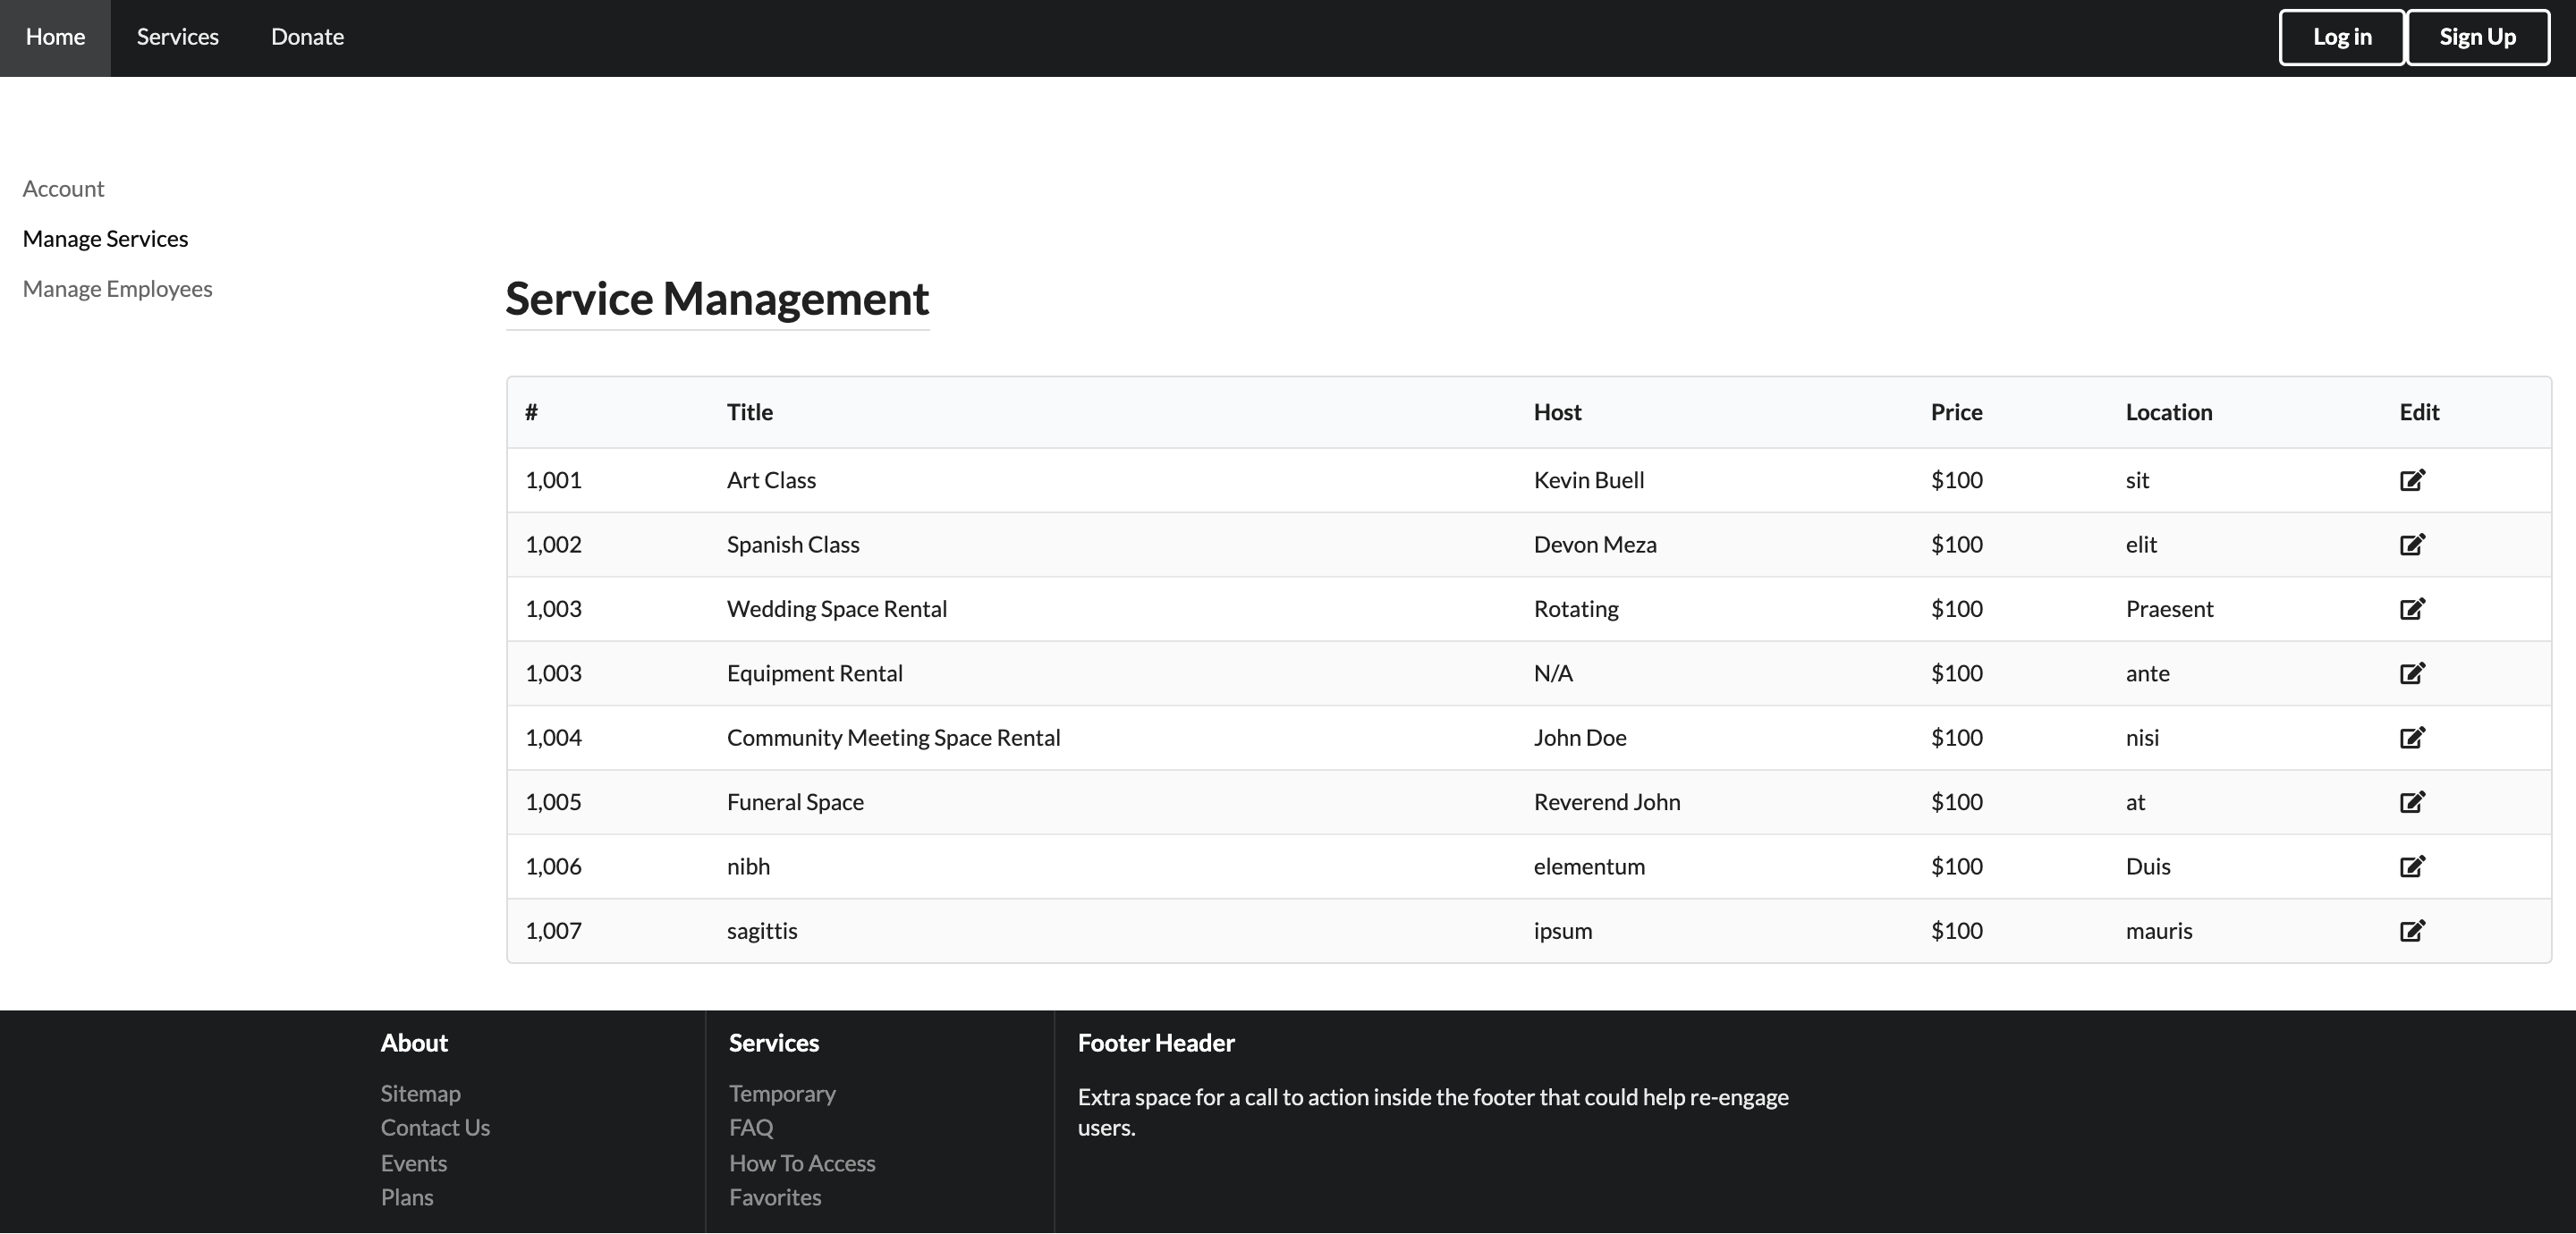 Home Services Donate Log in Sign Up
Account
Manage Services
Manage Employees
Service Management
# Title Host Price Location Edit
1,001 Art Class Kevin Buell $100 sit
1,002 Spanish Class Devon Meza $100 elit
1,003 Wedding Space Rental Rotating $100 Praesent
1,003 Equipment Rental N/A $100 ante
1,004 Community Meeting Space Rental John Doe $100 nisi
1,005 Funeral Space Reverend John $100 at
1,006 nibh elementum $100 Duis
1,007 sagittis ipsum $100 mauris
About
Sitemap
Contact Us
Events
Plans
Services
Temporary
FAQ
How To Access
Favorites
Footer Header
Extra space for a call to action inside the footer that could help re-engage
users.